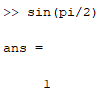 >> sin(pi/2)
ans =
1